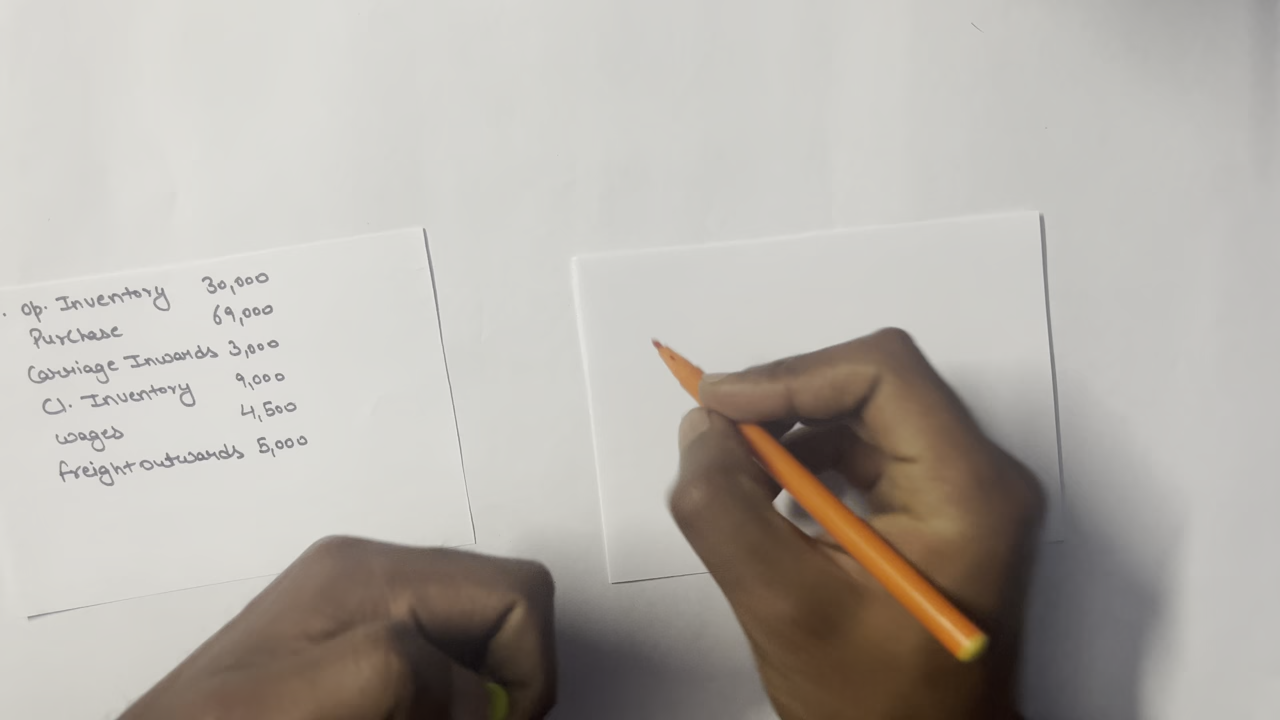 . Op. Inventory 30,000
Purchase 69,000
Carriage Inwards 3,000
Cl. Inventory 9,000
wages 4,500
freight outwards 5,000